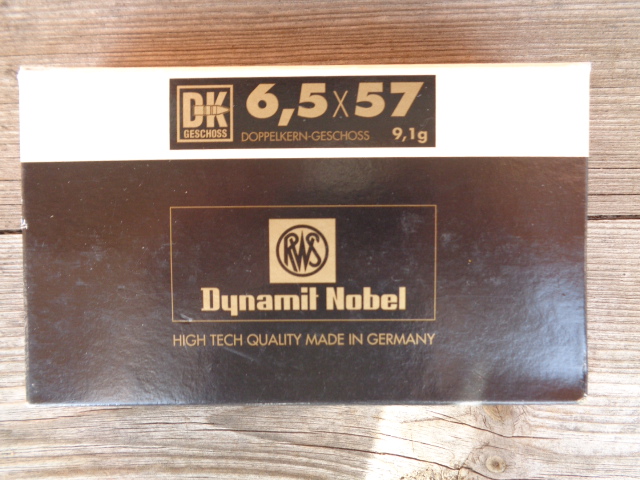 DK
GESCHOSS
6,5x57
DOPPELKERN-GESCHOSS 9,1g
RWS
Dynamit Nobel
HIGH TECH QUALITY MADE IN GERMANY